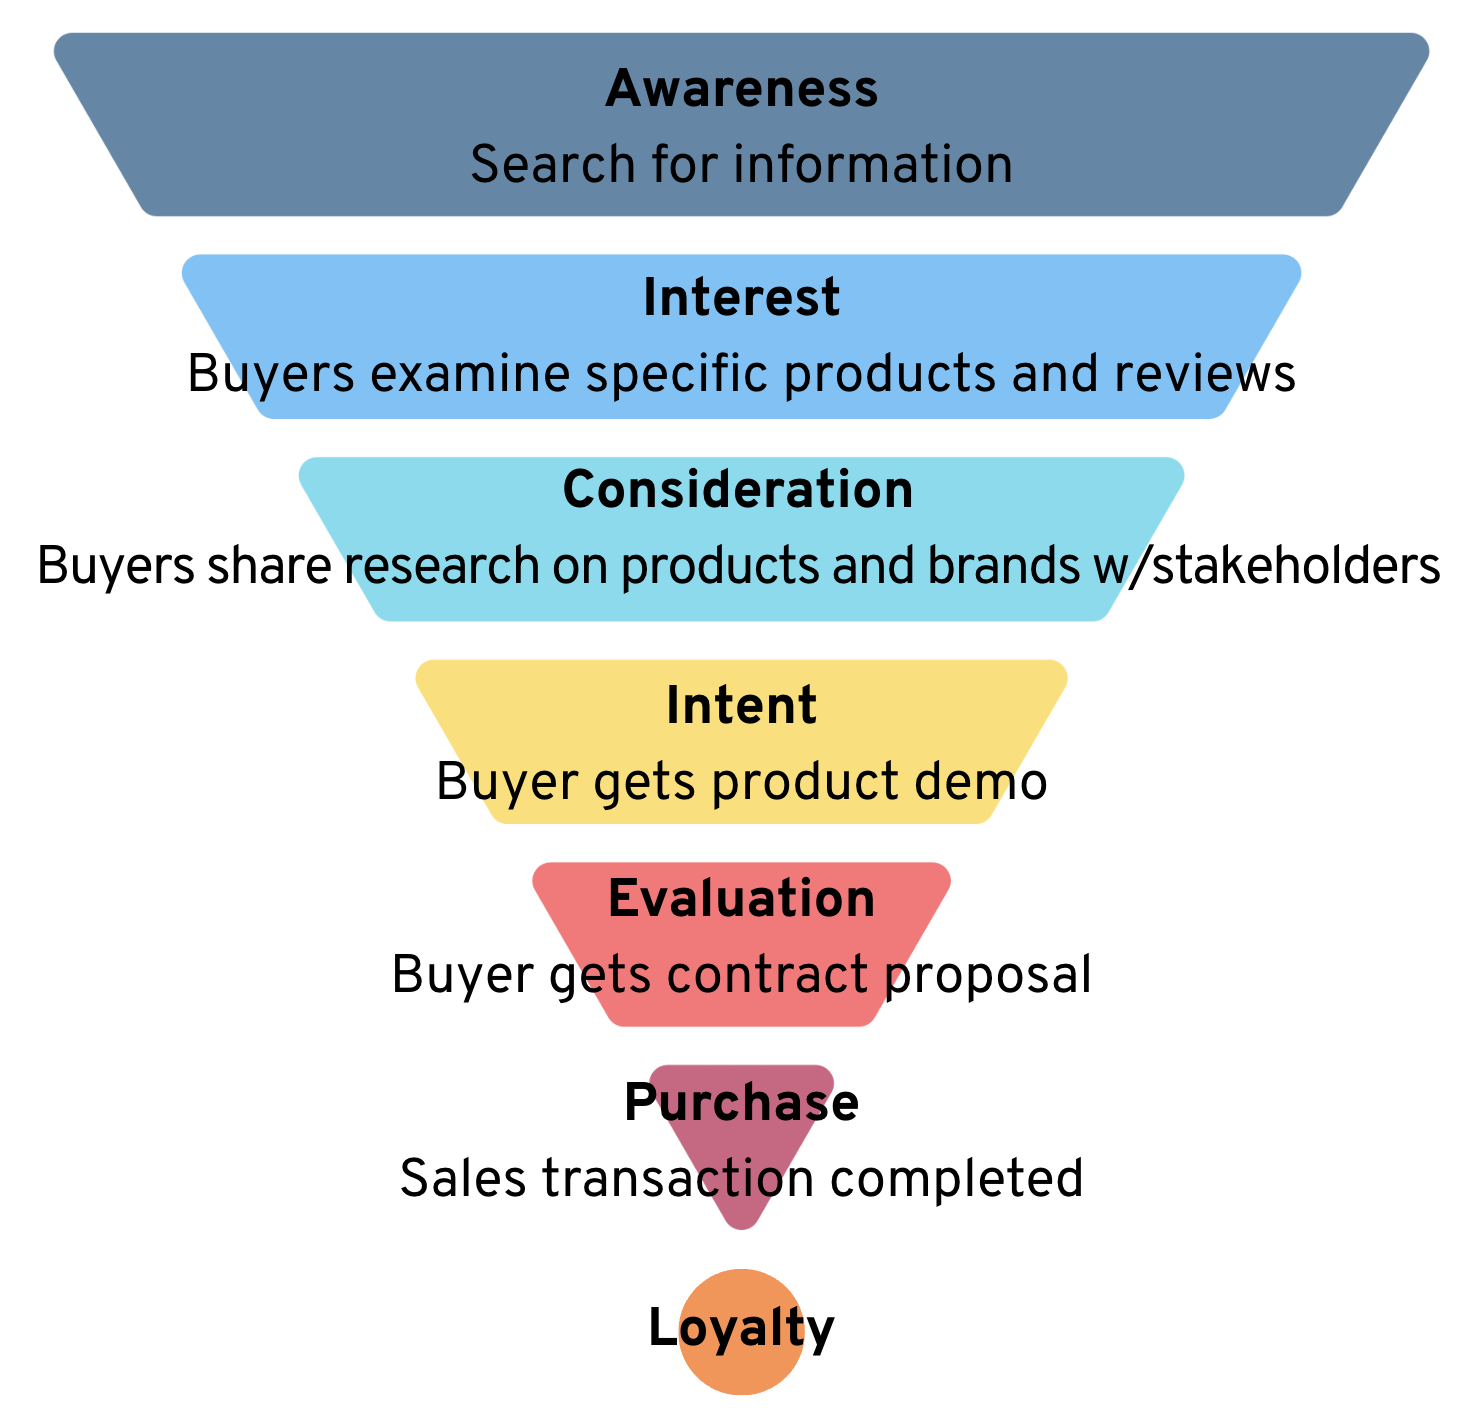 Awareness
Search for information
Interest
Buyers examine specific products and reviews
Consideration
Buyers share research on products and brands w/stakeholders
Intent
Buyer gets product demo
Evaluation
Buyer gets contract proposal
Purchase
Sales transaction completed
Loyalty